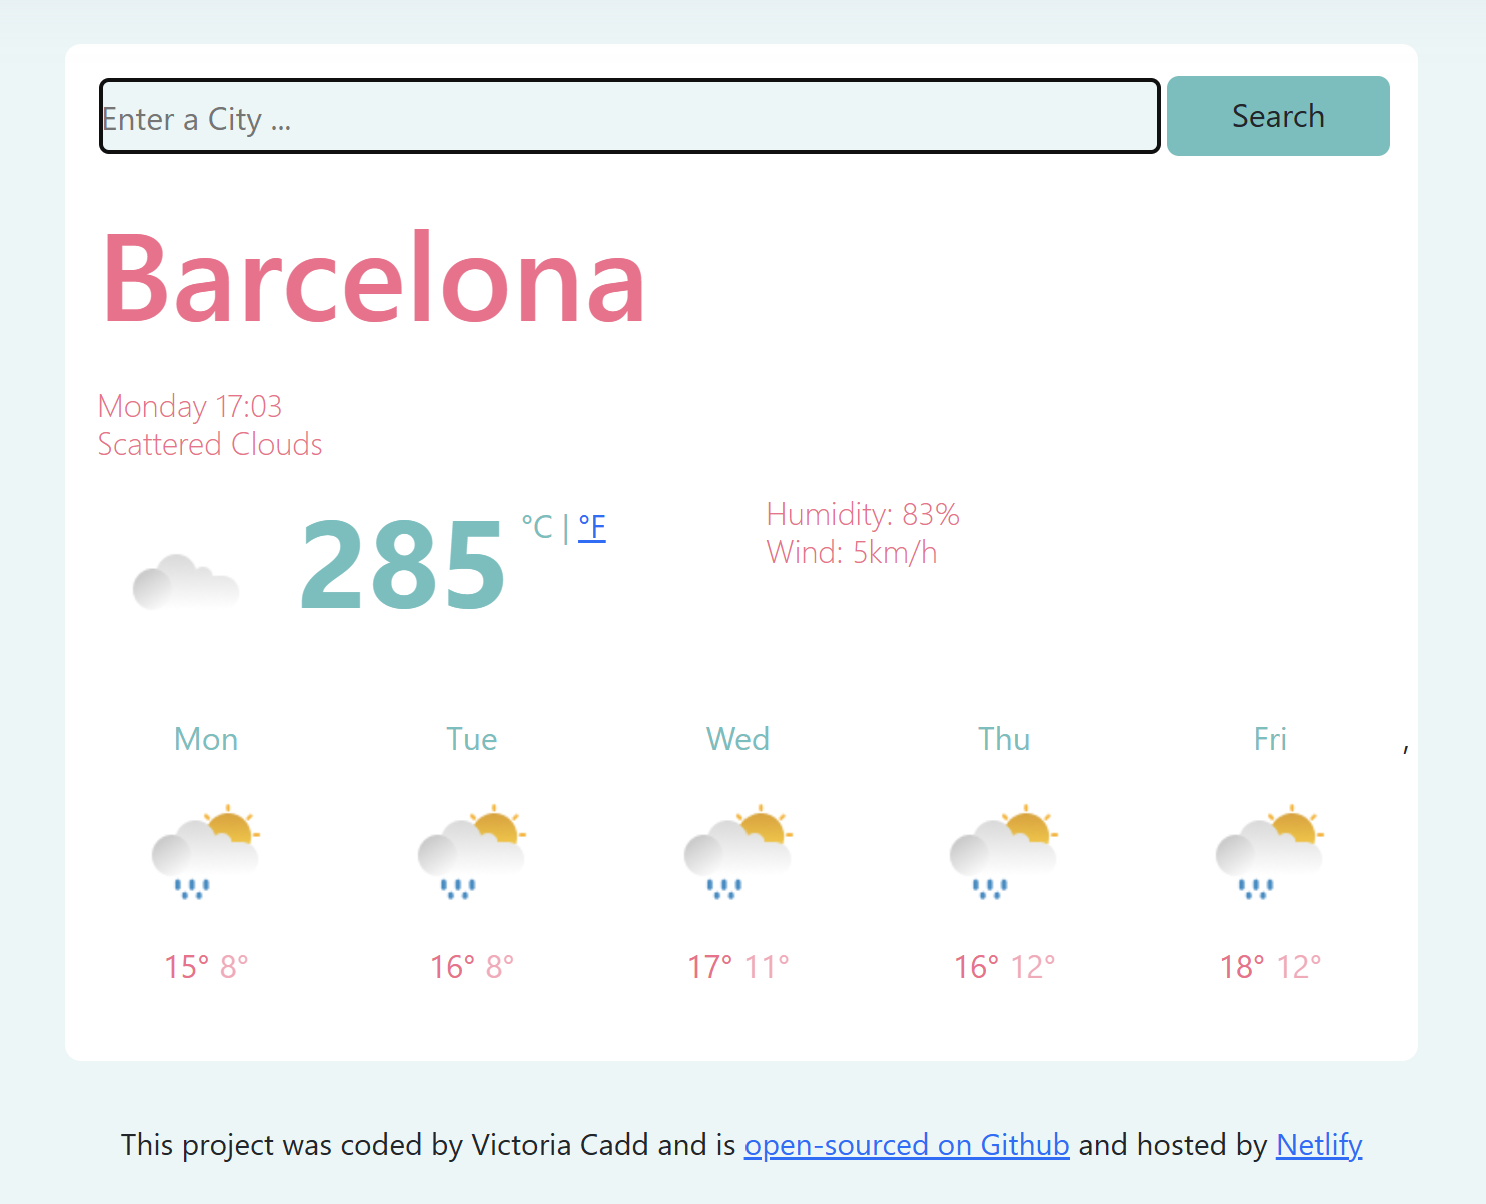 Enter a City ...
Search
Barcelona
Monday 17:03
Scattered Clouds
285 °C | °F
Humidity: 83%
Wind: 5km/h
Mon Tue Wed Thu Fri ,
15° 8° 16° 8° 17° 11° 16° 12° 18° 12°
This project was coded by Victoria Cadd and is open-sourced on Github and hosted by Netlify